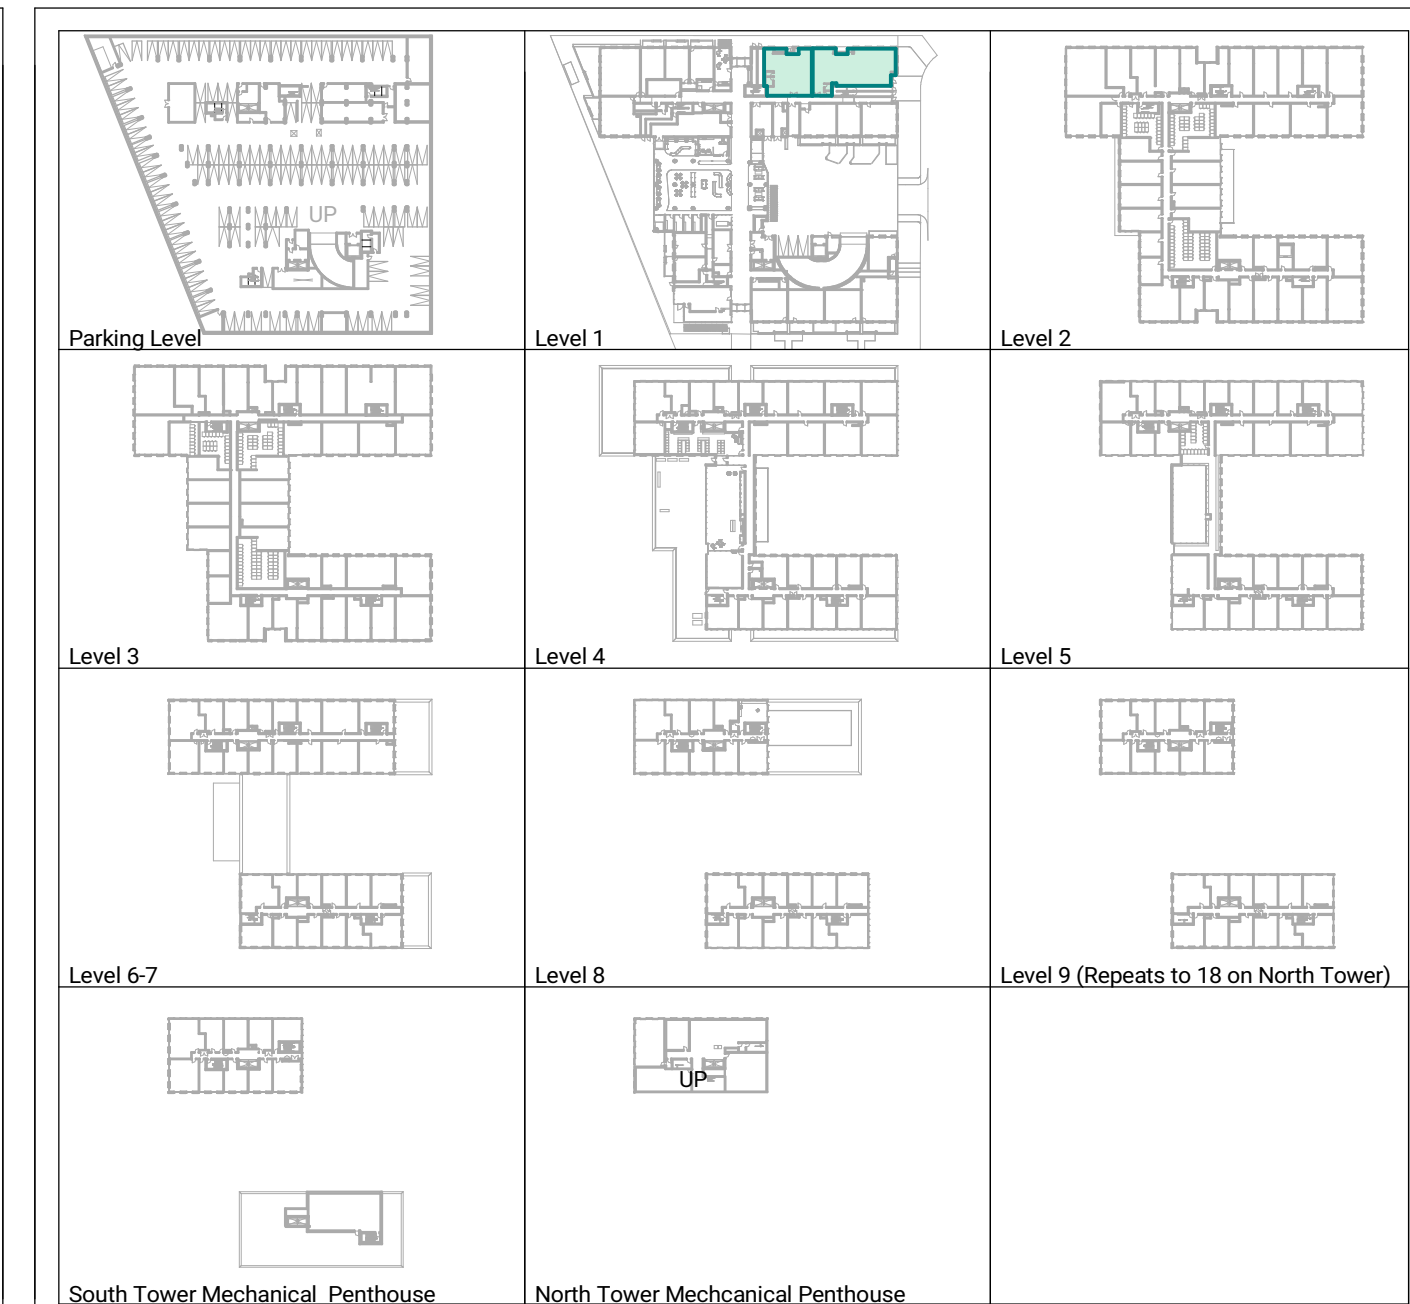 UP
Parking Level
Level 1
Level 2
Level 3
Level 4
Level 5
Level 6-7
Level 8
Level 9 (Repeats to 18 on North Tower)
South Tower Mechanical  Penthouse
UP
North Tower Mechcanical Penthouse